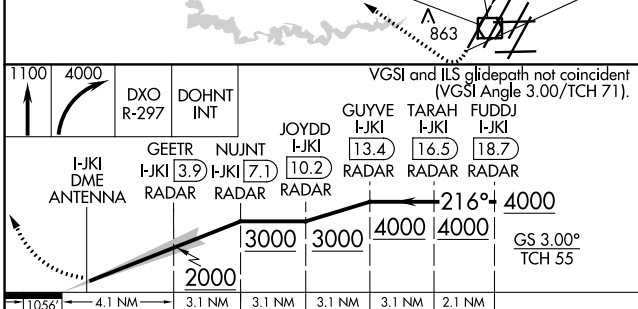 863
VGSI and ILS glidepath not coincident
(VGSI Angle 3.00/TCH 71).
1100
4000
DXO
R-297
DOHNT
INT
I-JKI
DME
ANTENNA
GEETR
I-JKI 3.9
RADAR
NUJNT
I-JKI 7.1
RADAR
JOYDD
I-JKI
10.2
RADAR
GUYVE
I-JKI
13.4
RADAR
TARAH
I-JKI
16.5
RADAR
FUDDJ
I-JKI
18.7
RADAR
2000
3000
3000
4000
4000
216°
4000
GS 3.00°
TCH 55
1056'
4.1 NM
3.1 NM
3.1 NM
3.1 NM
3.1 NM
2.1 NM